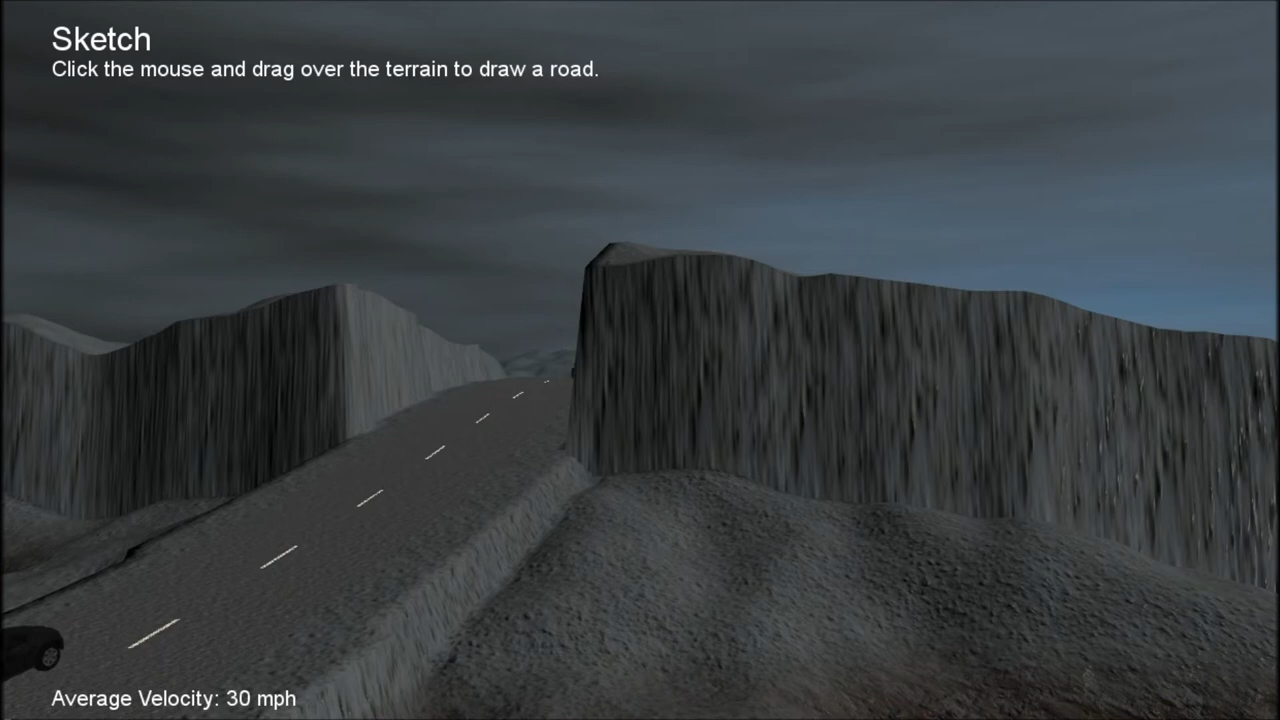 Sketch
Click the mouse and drag over the terrain to draw a road.
Average Velocity: 30 mph